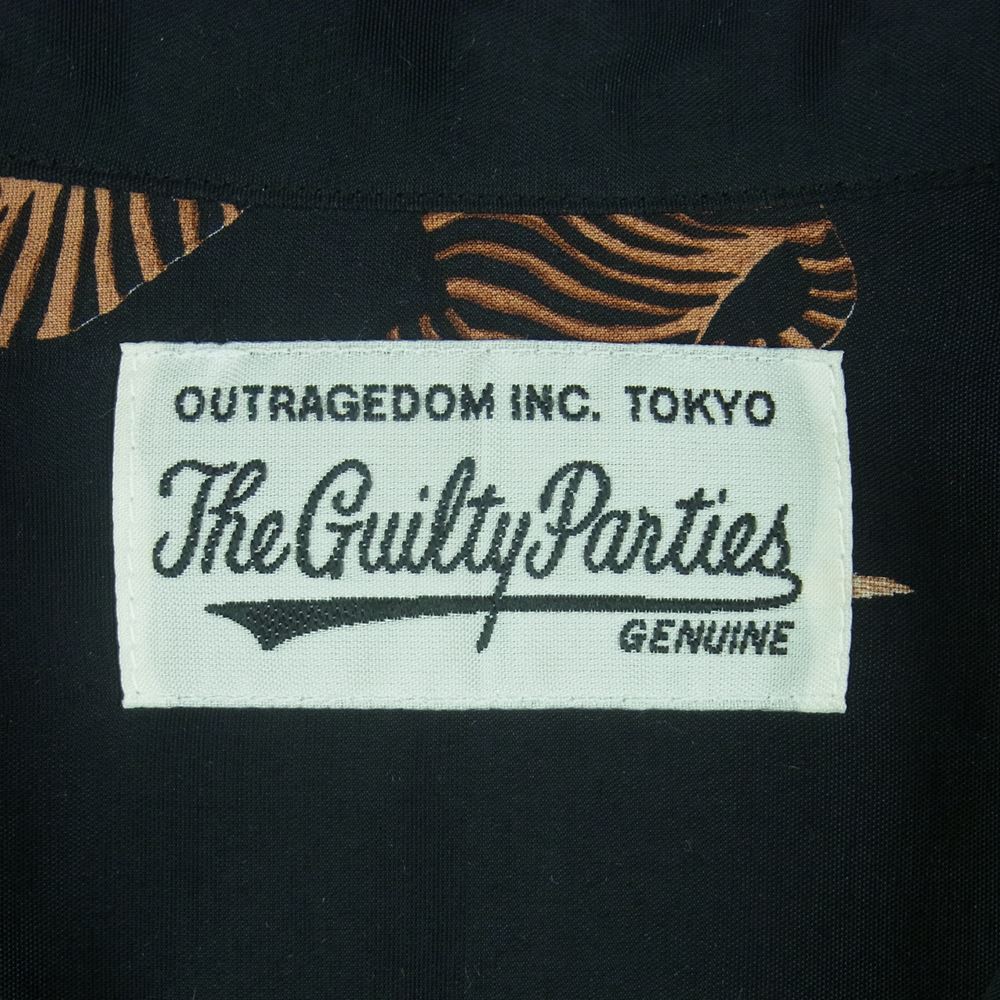 OUTRAGEDOM INC. TOKYO
The Guilty Parties
GENUINE